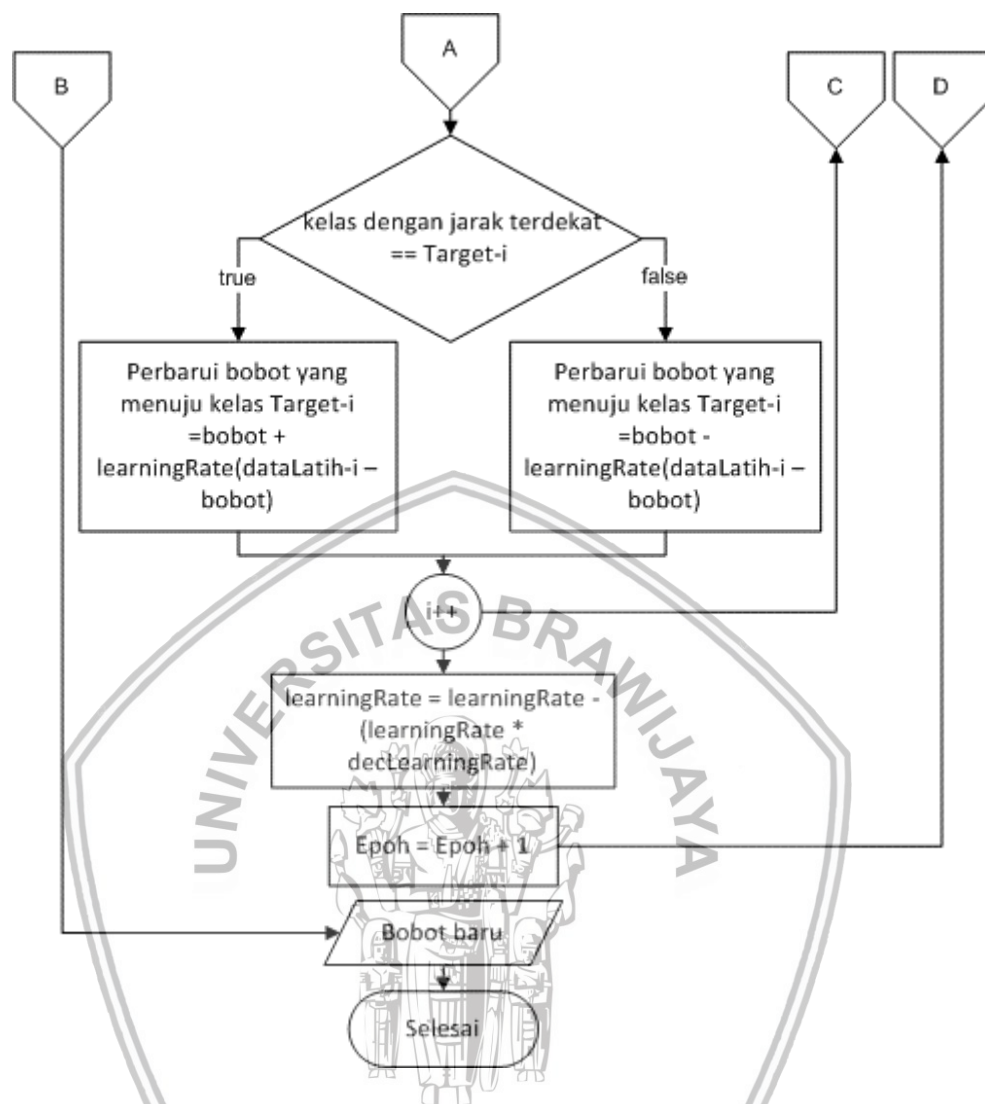 B
A
C
D
kelas dengan jarak terdekat
== Target-i
true
false
Perbarui bobot yang
menuju kelas Target-i
=bobot +
learningRate(dataLatih-i –
bobot)
Perbarui bobot yang
menuju kelas Target-i
=bobot -
learningRate(dataLatih-i –
bobot)
i++
UNIVERSITAS BRAWIJAYA
learningRate = learningRate -
(learningRate *
decLearningRate)
Epoh = Epoh + 1
Bobot baru
Selesai